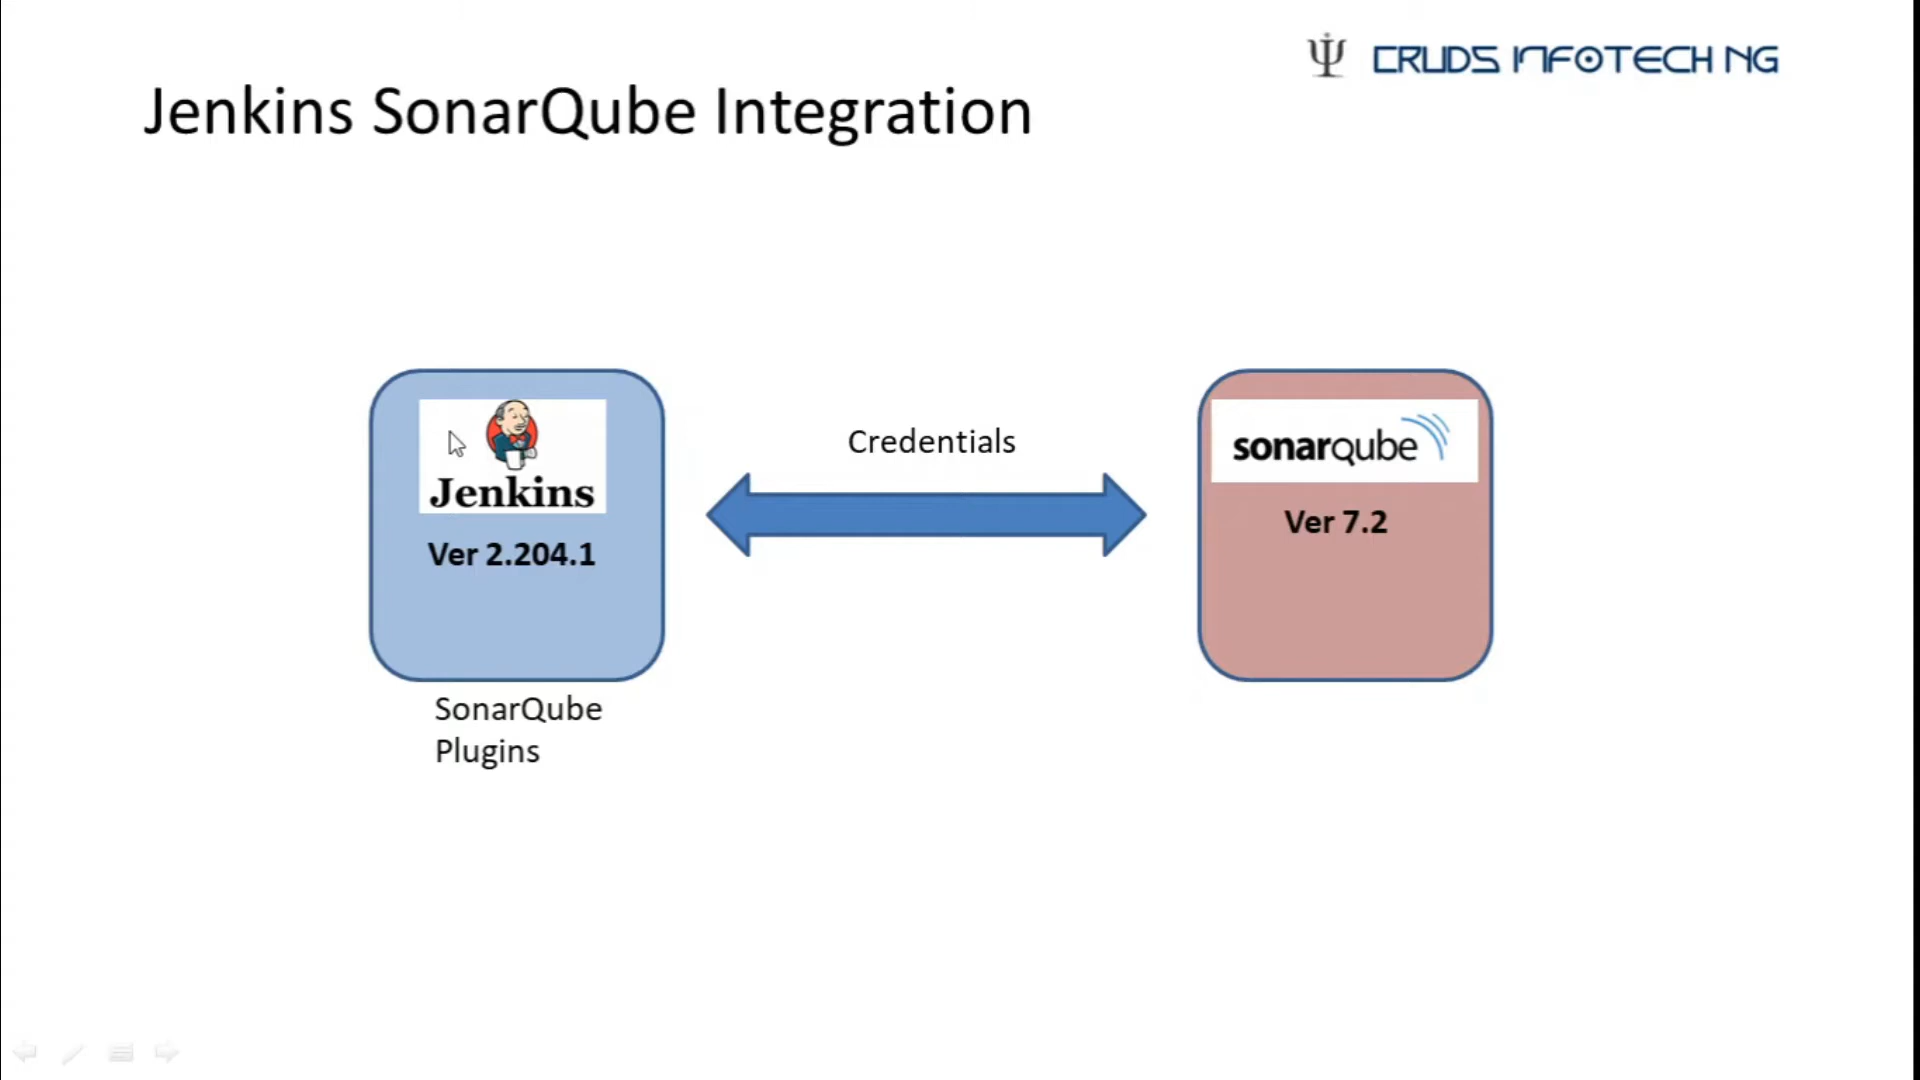 CRUDS INFOTECH NG
Jenkins SonarQube Integration
Jenkins
Ver 2.204.1
SonarQube
Plugins
Credentials
sonarqube
Ver 7.2